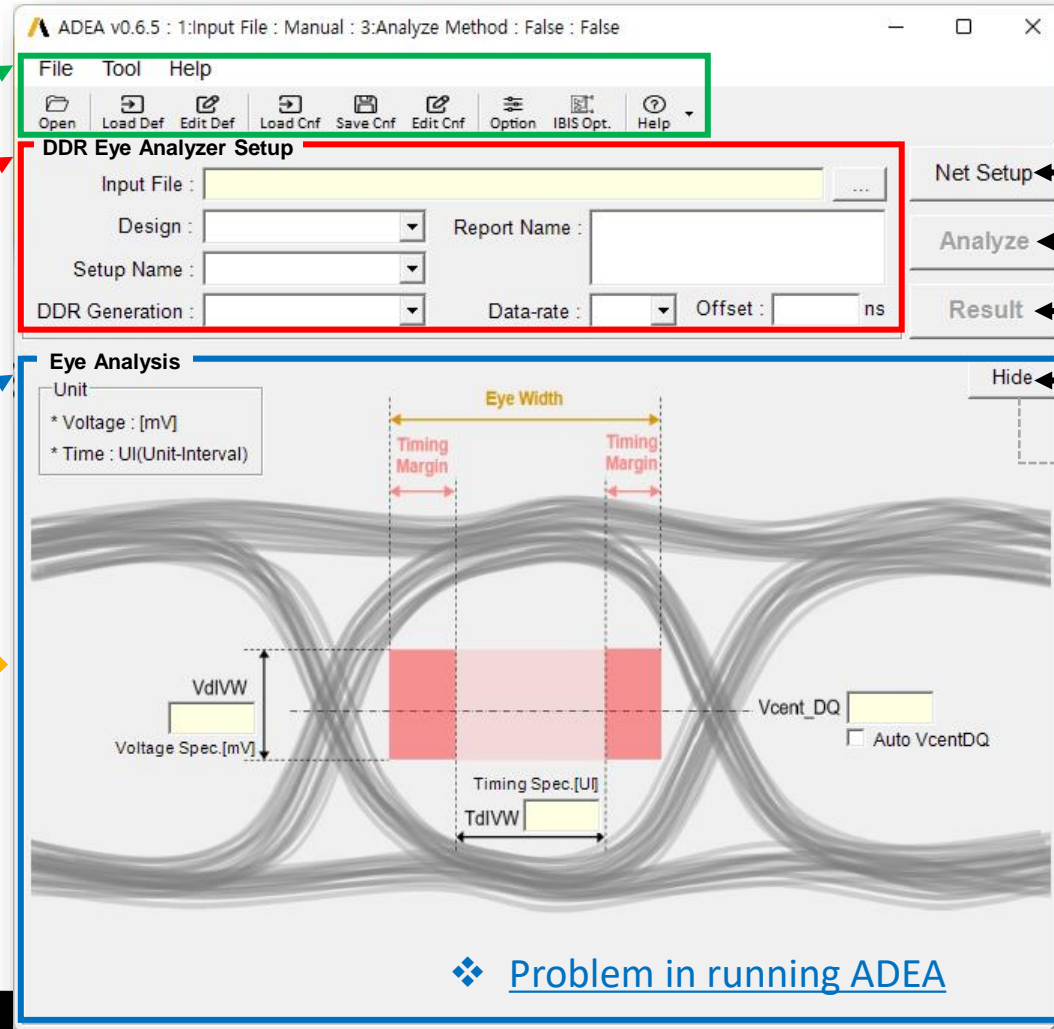 ADEA v0.6.5 : 1:Input File : Manual : 3:Analyze Method : False : False
File Tool Help
Open Load Def Edit Def Load Cnf Save Cnf Edit Cnf Option IBIS Opt. Help
DDR Eye Analyzer Setup
Input File : ...
Net Setup
Design : Report Name :
Analyze
Setup Name :
DDR Generation : Data-rate : Offset : ns
Result
Eye Analysis
Hide
Unit
* Voltage : [mV]
* Time : UI(Unit-Interval)
Eye Width
Timing Margin
Timing Margin
VdIVW
Voltage Spec.[mV]
Vcent_DQ
Auto VcentDQ
Timing Spec.[UI]
TdIVW
❖ Problem in running ADEA